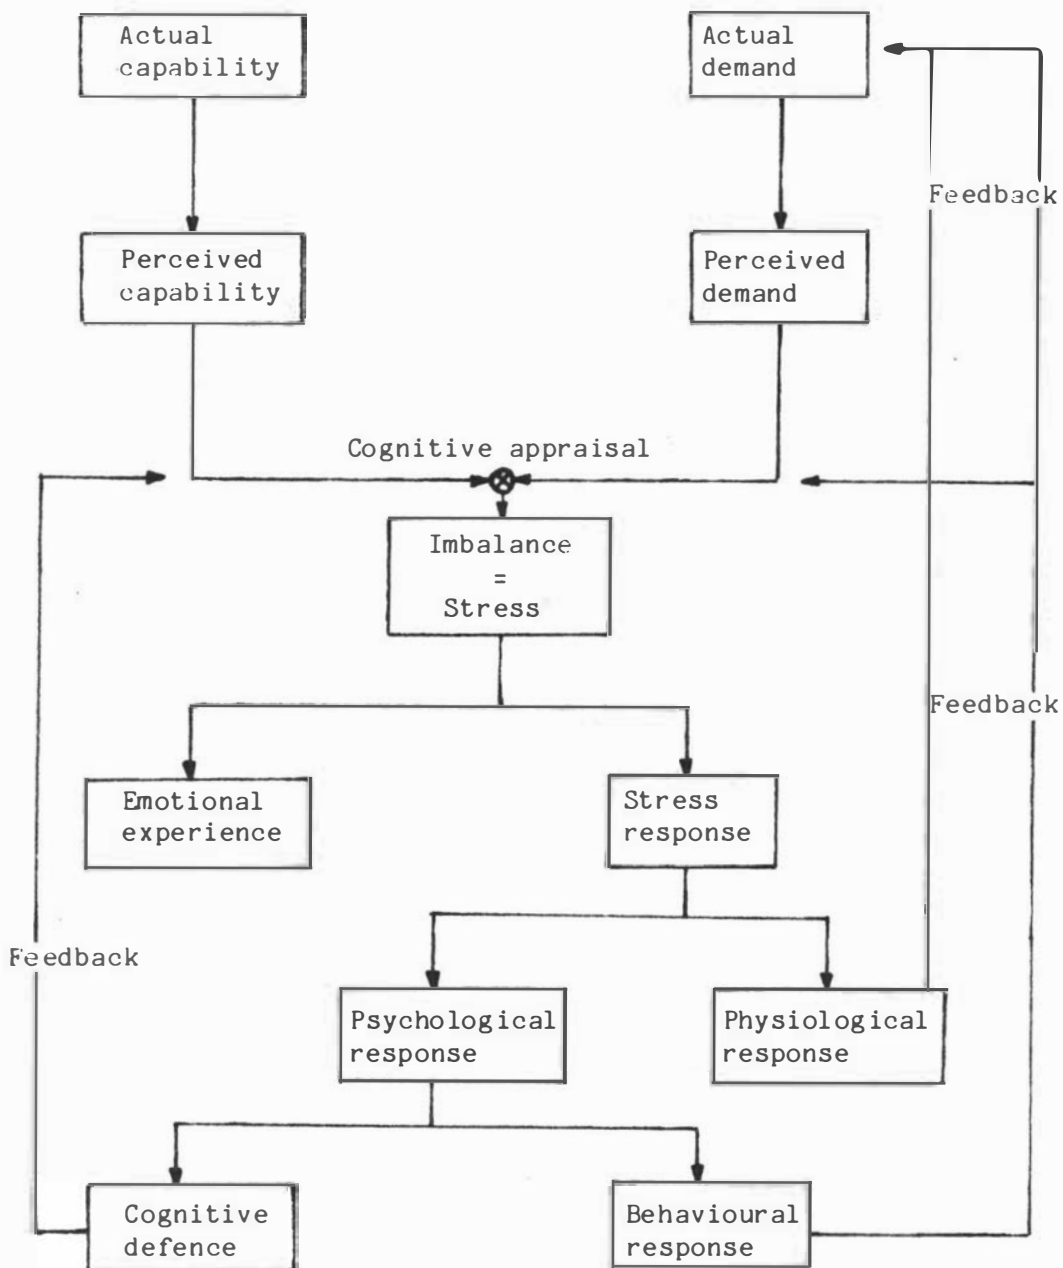 Actual
capability
Actual
demand
Feedback
Perceived
capability
Perceived
demand
Cognitive appraisal
Imbalance
=
Stress
Feedback
Emotional
experience
Stress
response
Feedback
Psychological
response
Physiological
response
Cognitive
defence
Behavioural
response